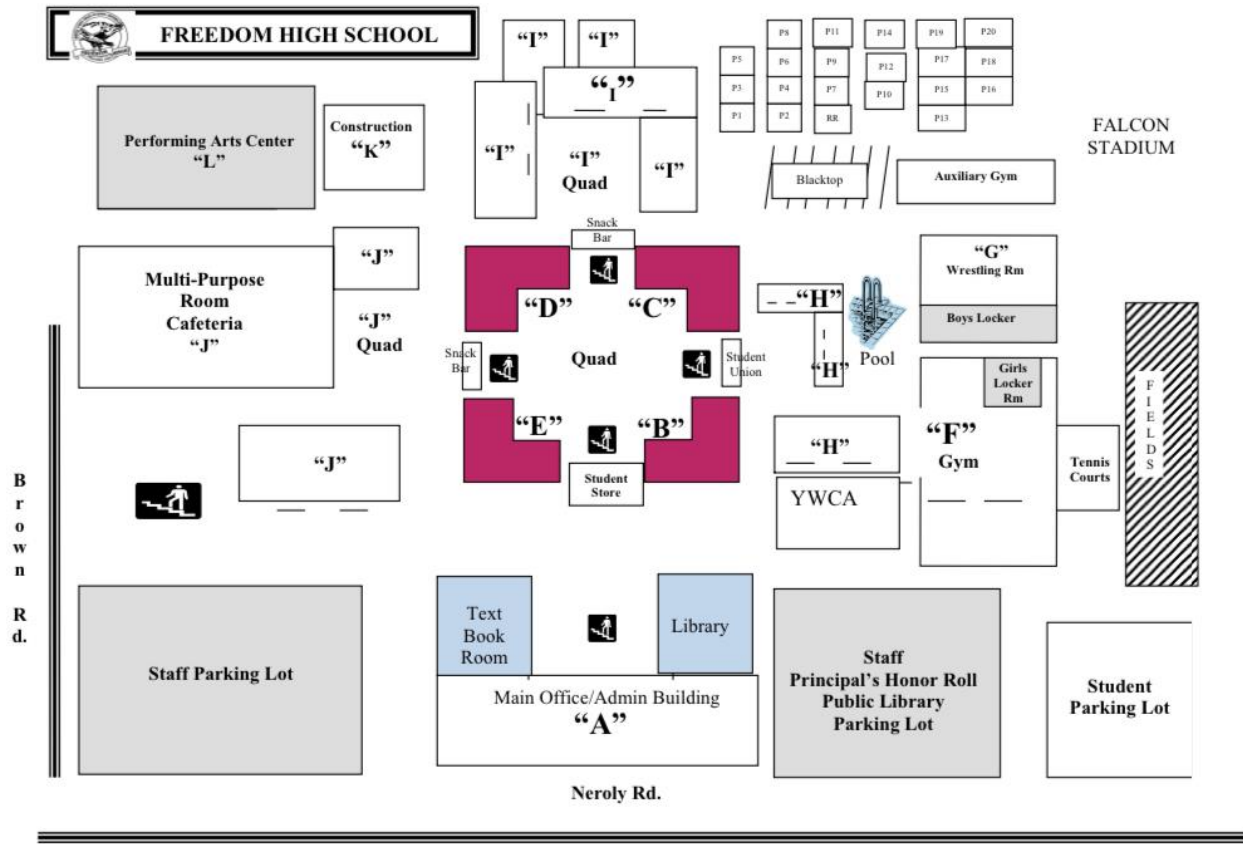 FREEDOM HIGH SCHOOL
“I”
“I”
“I”
“I”
“I”
Quad
“I”
P5
P3
P1
P8
P6
P4
P2
P11
P9
P7
RR
P14
P12
P10
P19
P17
P15
P13
P20
P18
P16
FALCON
STADIUM
Performing Arts Center
“L”
Construction
“K”
Blacktop
Auxiliary Gym
Multi-Purpose
Room
Cafeteria
“J”
“J”
“J”
Quad
Snack
Bar
“D”
“C”
Snack
Bar
Quad
Student
Union
“E”
“B”
Student
Store
“H”
“H”
Pool
“G”
Wrestling Rm
Boys Locker
Girls
Locker
Rm
“F”
Gym
Tennis
Courts
FIELDS
“J”
“H”
YWCA
Brown Rd.
Staff Parking Lot
Text
Book
Room
Library
Main Office/Admin Building
“A”
Staff
Principal’s Honor Roll
Public Library
Parking Lot
Student
Parking Lot
Neroly Rd.